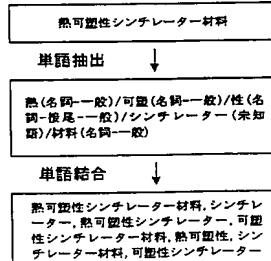 熱可塑性シンチレーター材料
単語抽出
熱(名詞-一般)/可塑(名詞-一般)/性(名
詞-接尾-一般)/シンチレーター(未知
語)/材料(名詞-一般)
単語結合
熱可塑性シンチレーター材料, シンチレ
ーター, 熱可塑性シンチレーター, 可塑
性シンチレーター材料, 熱可塑性, シン
チレーター材料, 可塑性シンチレーター